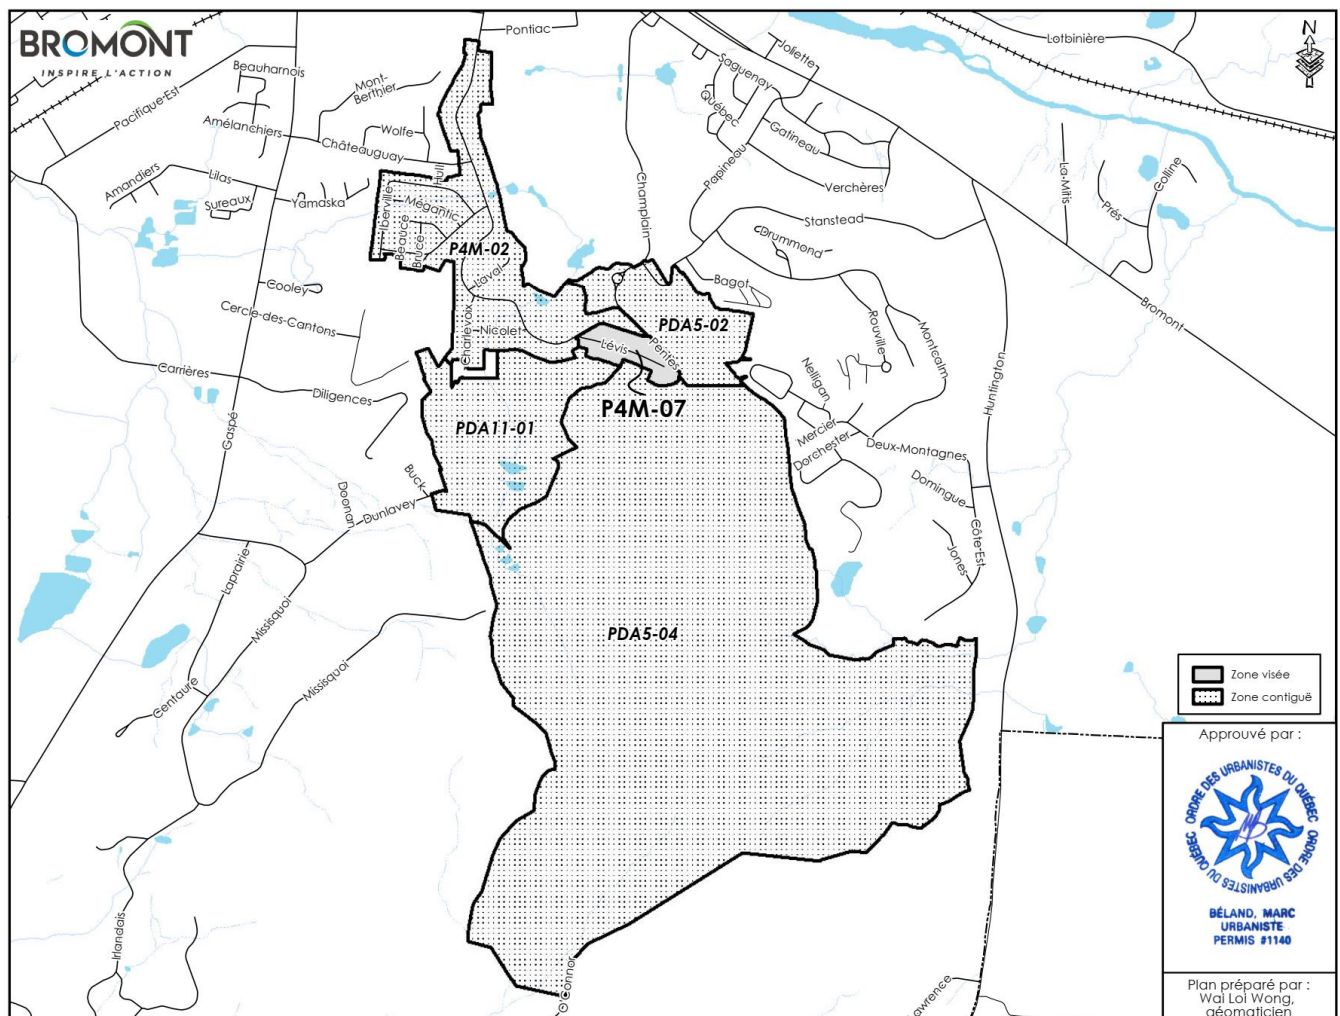 BROMONT
INSPIRE L'ACTION
N
Pontiac
Lotbinière
Joliette
Saguenay
Québec
Gatineau
Papineau
Verchères
Beauharnois
Mont-
Berthier
Pacifique-Est
Amélanchiers
Wolfe
Châteauguay
Hull
Amandiers
Lilas
Sureaux
Yamaska
Iberville
Mégantic
Beauce
Bruce
P4M-02
Champlain
Stanstead
Drummond
La-Mitis
Prés
Colline
Laval
Bagot
Cooley
Cercle-des-Cantons
Charlevoix
Nicolet
PDA5-02
Lévis
Pentes
Rouville
Montcalm
Bromont
Huntington
Carrières
Diligences
P4M-07
Nelligan
Mercier
Dorchester
Deux-Montagnes
Gaspé
PDA11-01
Buck
Doonan
Dunlavey
Domingue
Côte-Est
Jones
Laprairie
Missisquoi
PDA5-04
Missisquoi
Centaure
Zone visée
Zone contiguë
Approuvé par :
ORDRE DES URBANISTES DU QUÉBEC ORDRE DES URBANISTES DU QUÉBEC
BÉLAND, MARC
URBANISTE
PERMIS #1140
Irlandais
O'Connor
Plan préparé par :
Wai Loi Wong,
géomaticien